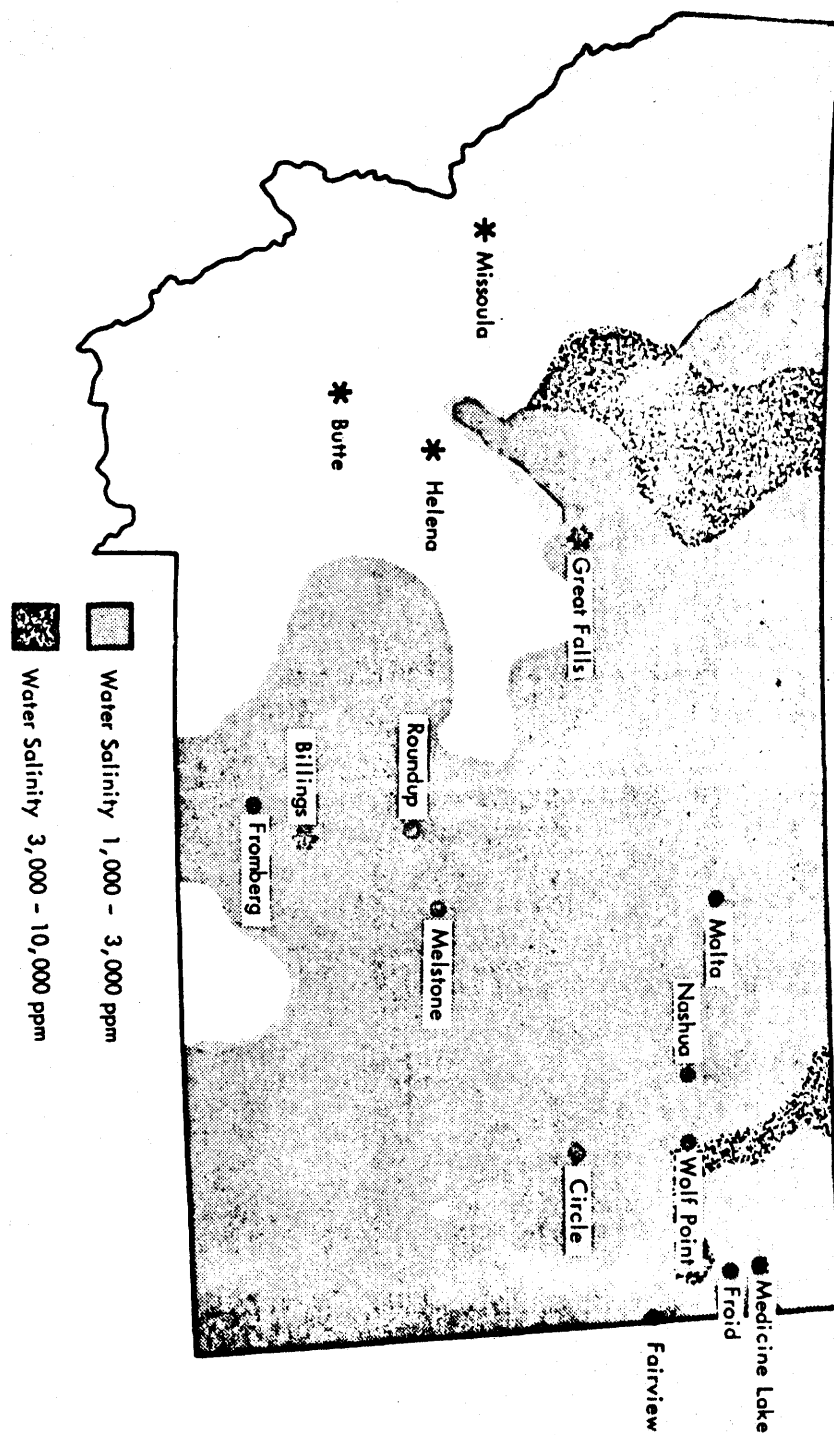 Missoula
Great Falls
Helena
Butte
Malta
Nashua
Wolf Point
Medicine Lake
Froid
Fairview
Circle
Roundup
Melstone
Billings
Fromberg
Water Salinity 1,000 - 3,000 ppm
Water Salinity 3,000 - 10,000 ppm